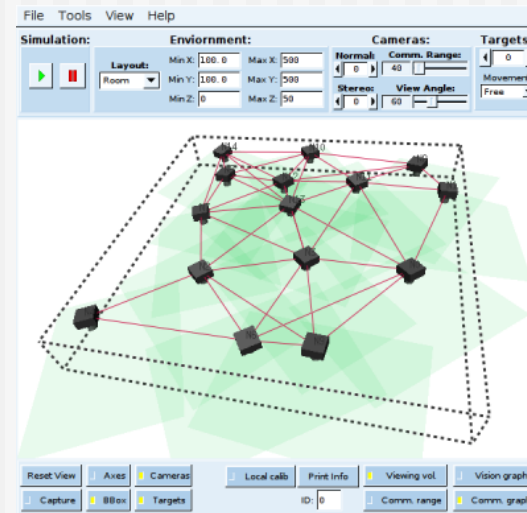 File Tools View Help
Simulation: Enviornment: Cameras: Targets
Layout: Room
Min X: 100.0 Max X: 500
Min Y: 100.0 Max Y: 500
Min Z: 0 Max Z: 50
Normal: 0 Comm. Range: 40
Stereo: 0 View Angle: 60
0
Movement
Free
14 10
Reset View Axes Cameras Local calib Print Info Viewing vol. Vision graph
Capture BBox Targets ID: 0 Comm. range Comm. graph